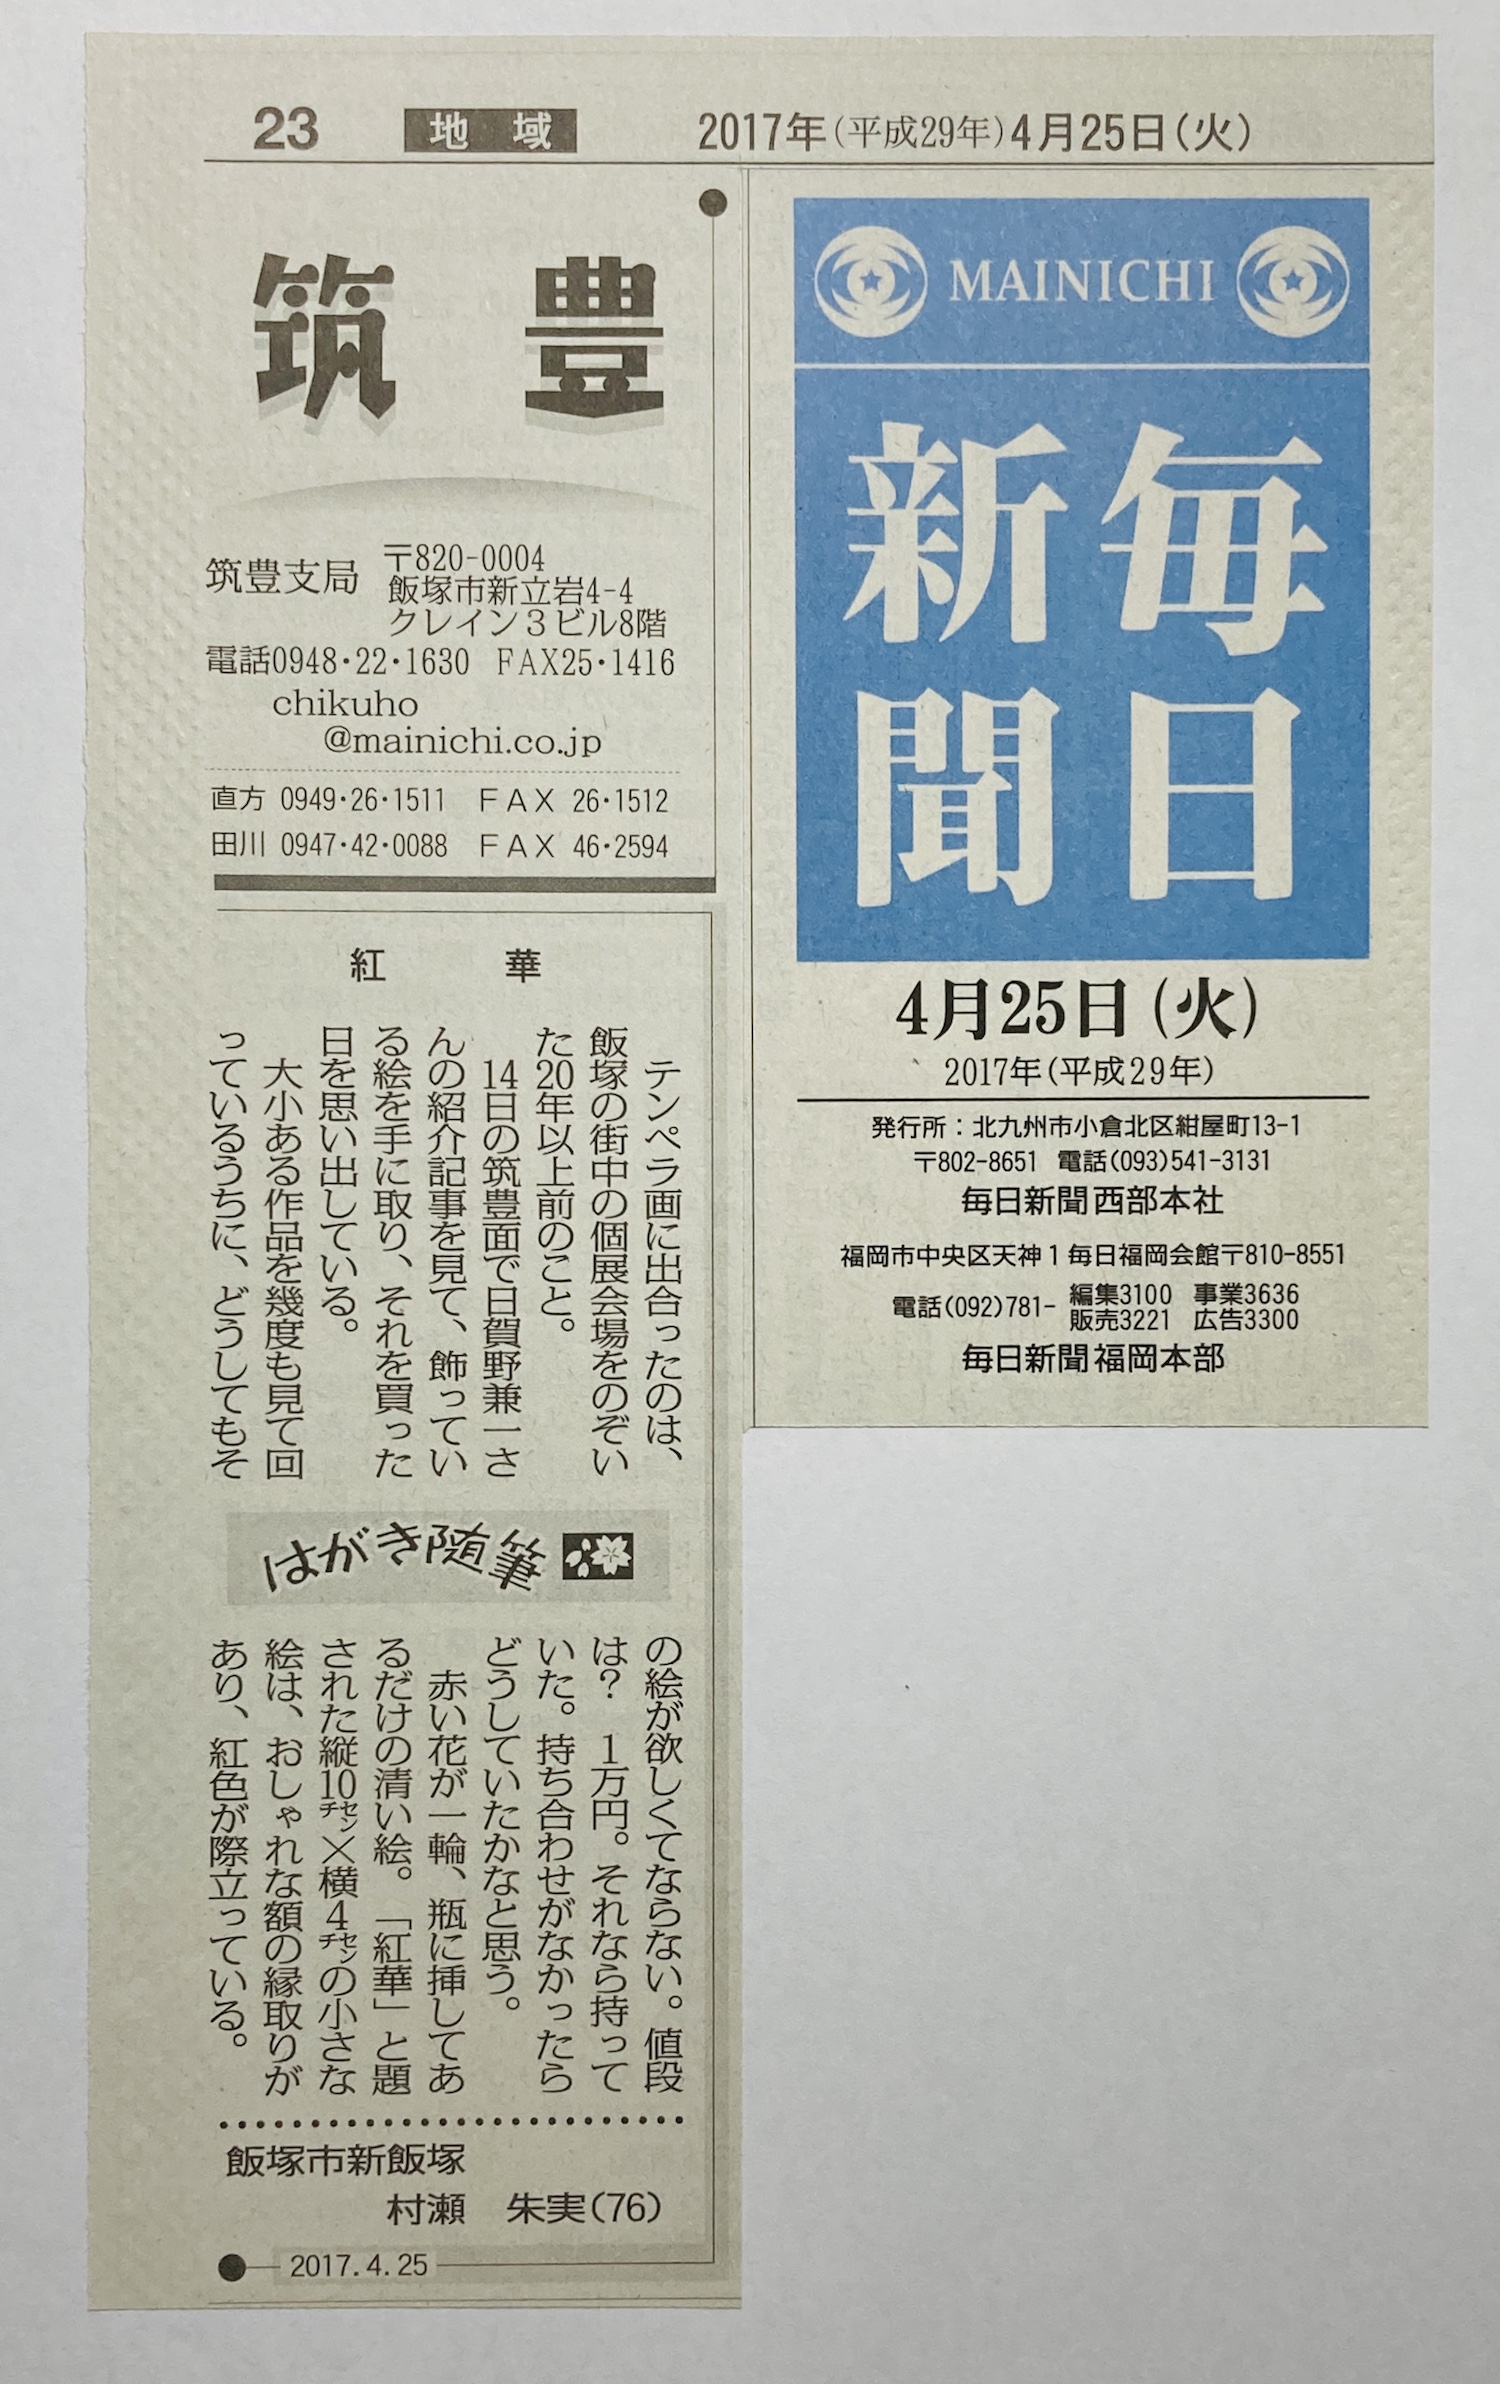 23 地域 2017年(平成29年)4月25日(火)
MAINICHI
毎日
新聞
4月25日(火)
2017年(平成29年)
発行所：北九州市小倉北区紺屋町13-1
〒802-8651 電話(093)541-3131
毎日新聞西部本社
福岡市中央区天神1毎日福岡会館〒810-8551
電話(092)781- 編集3100 事業3636
販売3221 広告3300
毎日新聞福岡本部
筑豊
筑豊支局 〒820-0004
飯塚市新立岩4-4
クレイン3ビル8階
電話0948・22・1630 FAX25・1416
chikuho
@mainichi.co.jp
直方 0949・26・1511 FAX 26・1512
田川 0947・42・0088 FAX 46・2594
紅華
テンペラ画に出合ったのは、
飯塚の街中の個展会場をのぞい
た20年以上前のこと。
14日の筑豊面で日賀野兼一さ
んの紹介記事を見て、飾ってい
る絵を手に取り、それを買った
日を思い出している。
大小ある作品を幾度も見て回
っているうちに、どうしてもそ
はがき随筆
の絵が欲しくてならない。値段
は？　1万円。それなら持って
いた。持ち合わせがなかったら
どうしていたかなと思う。
赤い花が一輪、瓶に挿してあ
るだけの清い絵。「紅華」と題
された縦10㌢×横4㌢の小さな
絵は、おしゃれな額の縁取りが
あり、紅色が際立っている。
飯塚市新飯塚
村瀬　朱実(76)
2017.4.25